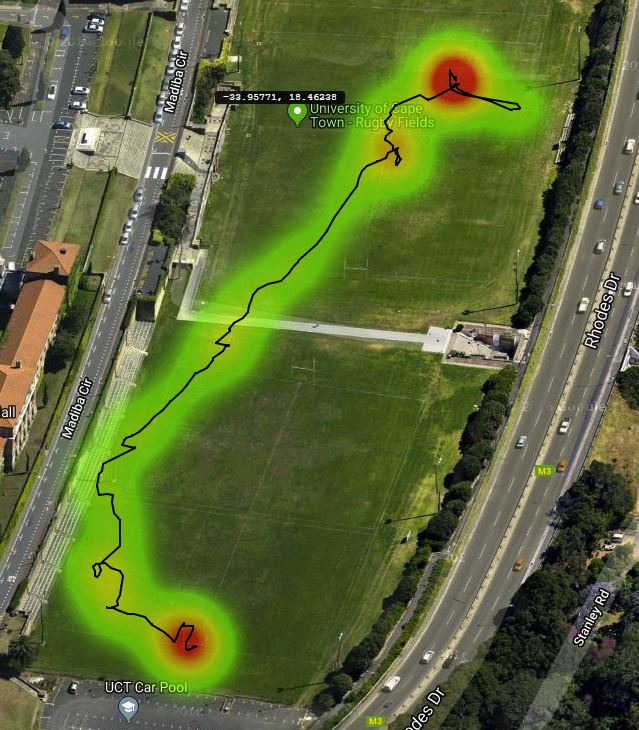 Madiba Cir
-33.95771, 18.46238
University of Cape
Town - Rugby Fields
Rhodes Dr
Madiba Cir
all
M3
Stanley Rd
UCT Car Pool
odes Dr
M3